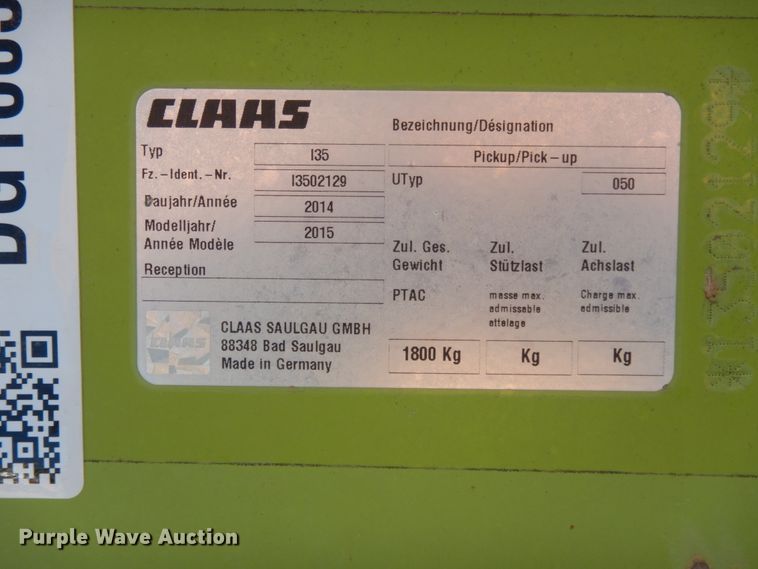 CLAAS
Bezeichnung/Désignation
Typ I35 Pickup/Pick-up
Fz.-Ident.-Nr. I3502129 UTyp 050
Baujahr/Année 2014
Modelljahr/
Année Modèle 2015
Zul. Ges. Zul. Zul.
Gewicht Stützlast Achslast
Reception
PTAC masse max. Charge max.
admissable admissible
attelage
1800 Kg Kg Kg
CLAAS
CLAAS SAULGAU GMBH
88348 Bad Saulgau
Made in Germany
Purple Wave Auction